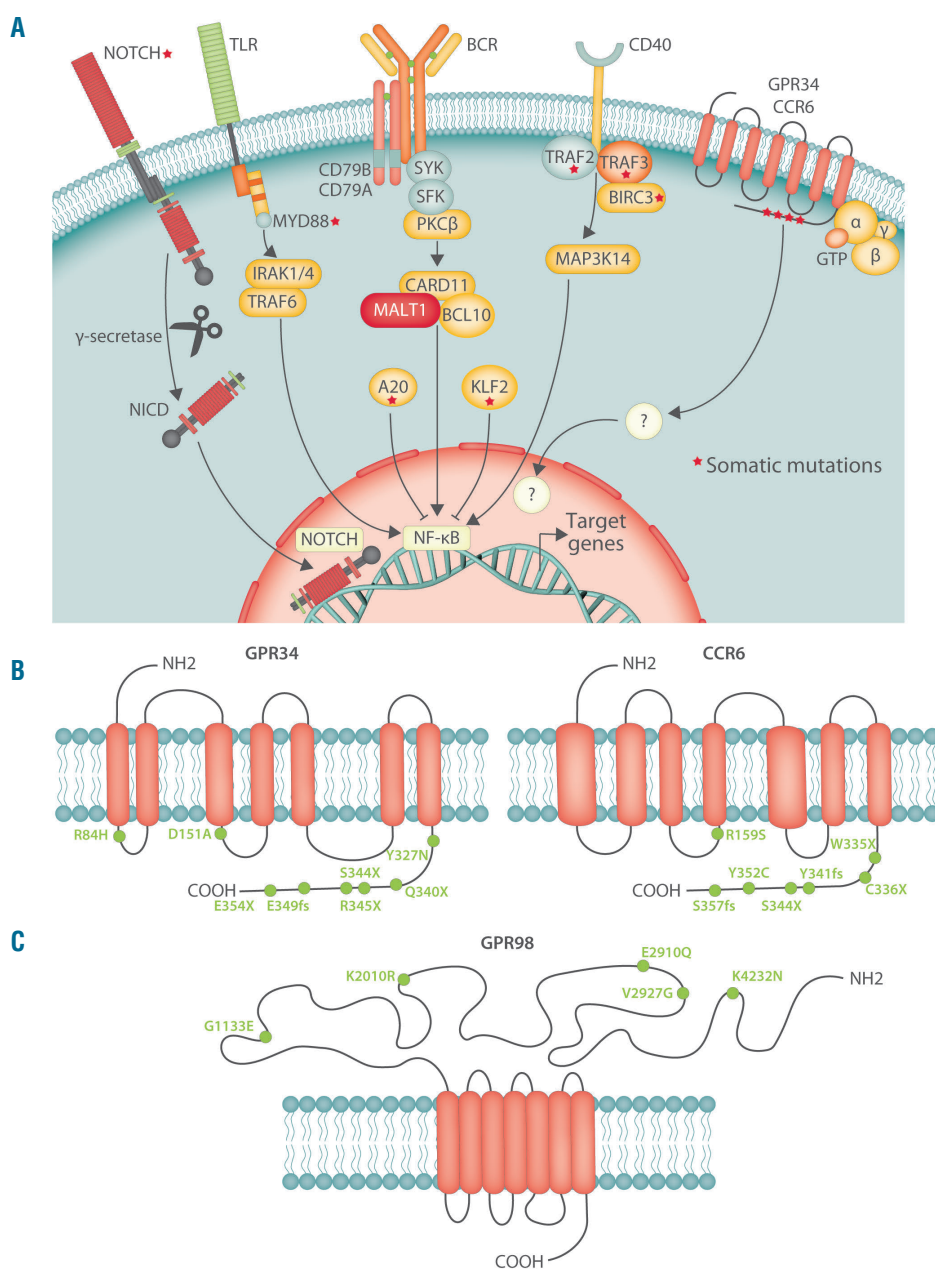 A
NOTCH
TLR
BCR
CD40
GPR34
CCR6
CD79B
CD79A
SYK
SFK
PKCβ
TRAF2
TRAF3
BIRC3
MYD88
IRAK1/4
TRAF6
CARD11
MALT1
BCL10
MAP3K14
α
γ
β
GTP
γ-secretase
NICD
A20
KLF2
?
Somatic mutations
?
NOTCH
NF-κB
Target
genes
B
GPR34
NH2
R84H
D151A
Y327N
S344X
COOH
E354X
E349fs
R345X
Q340X
CCR6
NH2
R159S
W335X
Y352C
Y341fs
COOH
S357fs
S344X
C336X
C
GPR98
E2910Q
K2010R
V2927G
K4232N
NH2
G1133E
COOH